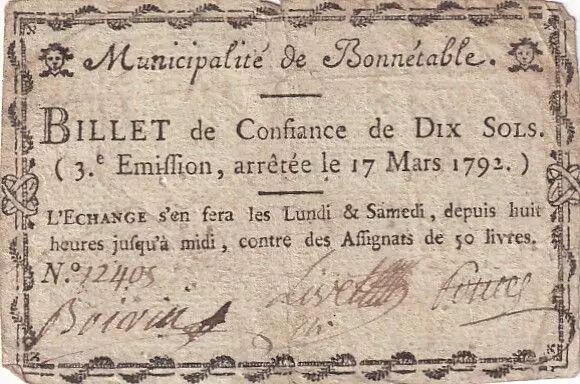 Municipalité de Bonnétable.
BILLET de Confiance de DIX SOLS.
( 3.e Emiſſion, arrêtée le 17 Mars 1792. )
L'ECHANGE s'en fera les Lundi & Samedi, depuis huit
heures juſqu'à midi, contre des Aſſignats de 50 livres.
N.o 12405
Boivin